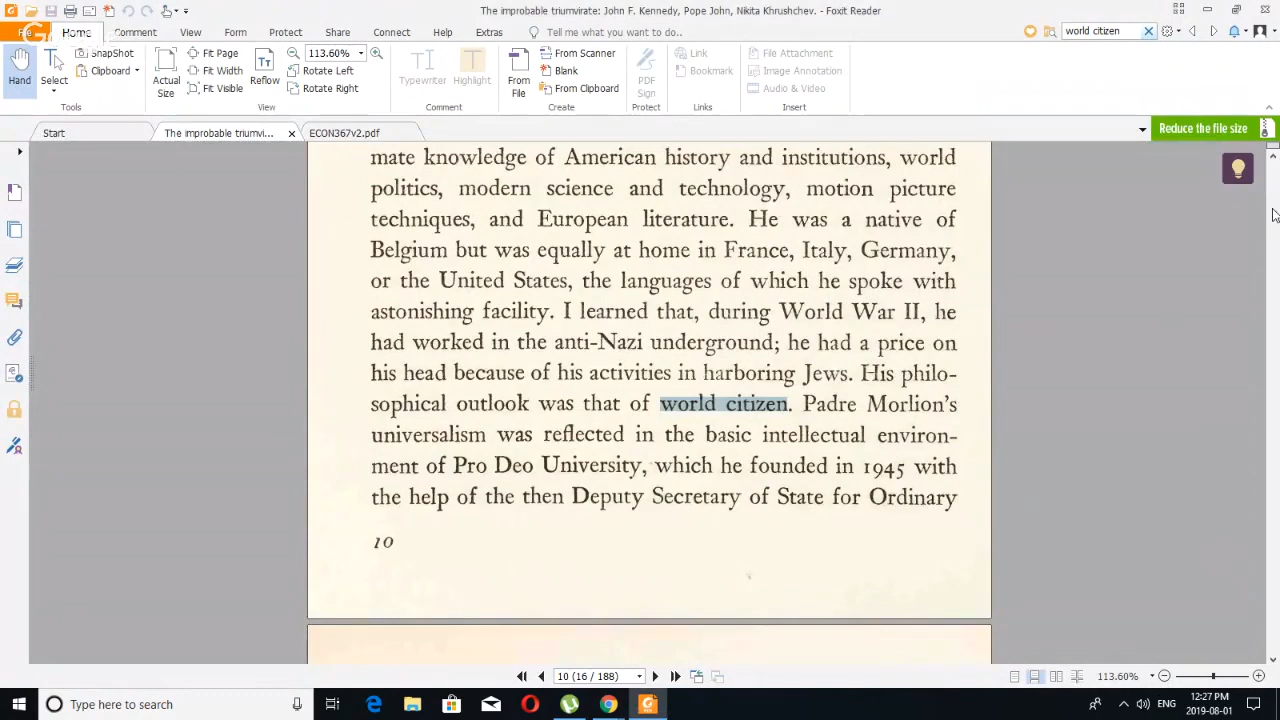 The improbable triumvirate: John F. Kennedy, Pope John, Nikita Khrushchev. - Foxit Reader
File Home Comment View Form Protect Share Connect Help Extras Tell me what you want to do... world citizen
Hand
Select
SnapShot
Clipboard
Tools
Actual Size
Fit Page
Fit Width
Fit Visible
Reflow
113.60%
Rotate Left
Rotate Right
View
Typewriter
Highlight
Comment
From File
From Scanner
Blank
From Clipboard
Create
PDF Sign
Protect
Link
Bookmark
Links
File Attachment
Image Annotation
Audio & Video
Insert
Start The improbable triumvi... ECON367v2.pdf Reduce the file size
mate knowledge of American history and institutions, world
politics, modern science and technology, motion picture
techniques, and European literature. He was a native of
Belgium but was equally at home in France, Italy, Germany,
or the United States, the languages of which he spoke with
astonishing facility. I learned that, during World War II, he
had worked in the anti-Nazi underground; he had a price on
his head because of his activities in harboring Jews. His philo-
sophical outlook was that of world citizen. Padre Morlion's
universalism was reflected in the basic intellectual environ-
ment of Pro Deo University, which he founded in 1945 with
the help of the then Deputy Secretary of State for Ordinary
10
10 (16 / 188) 113.60%
Type here to search ENG 12:27 PM
2019-08-01